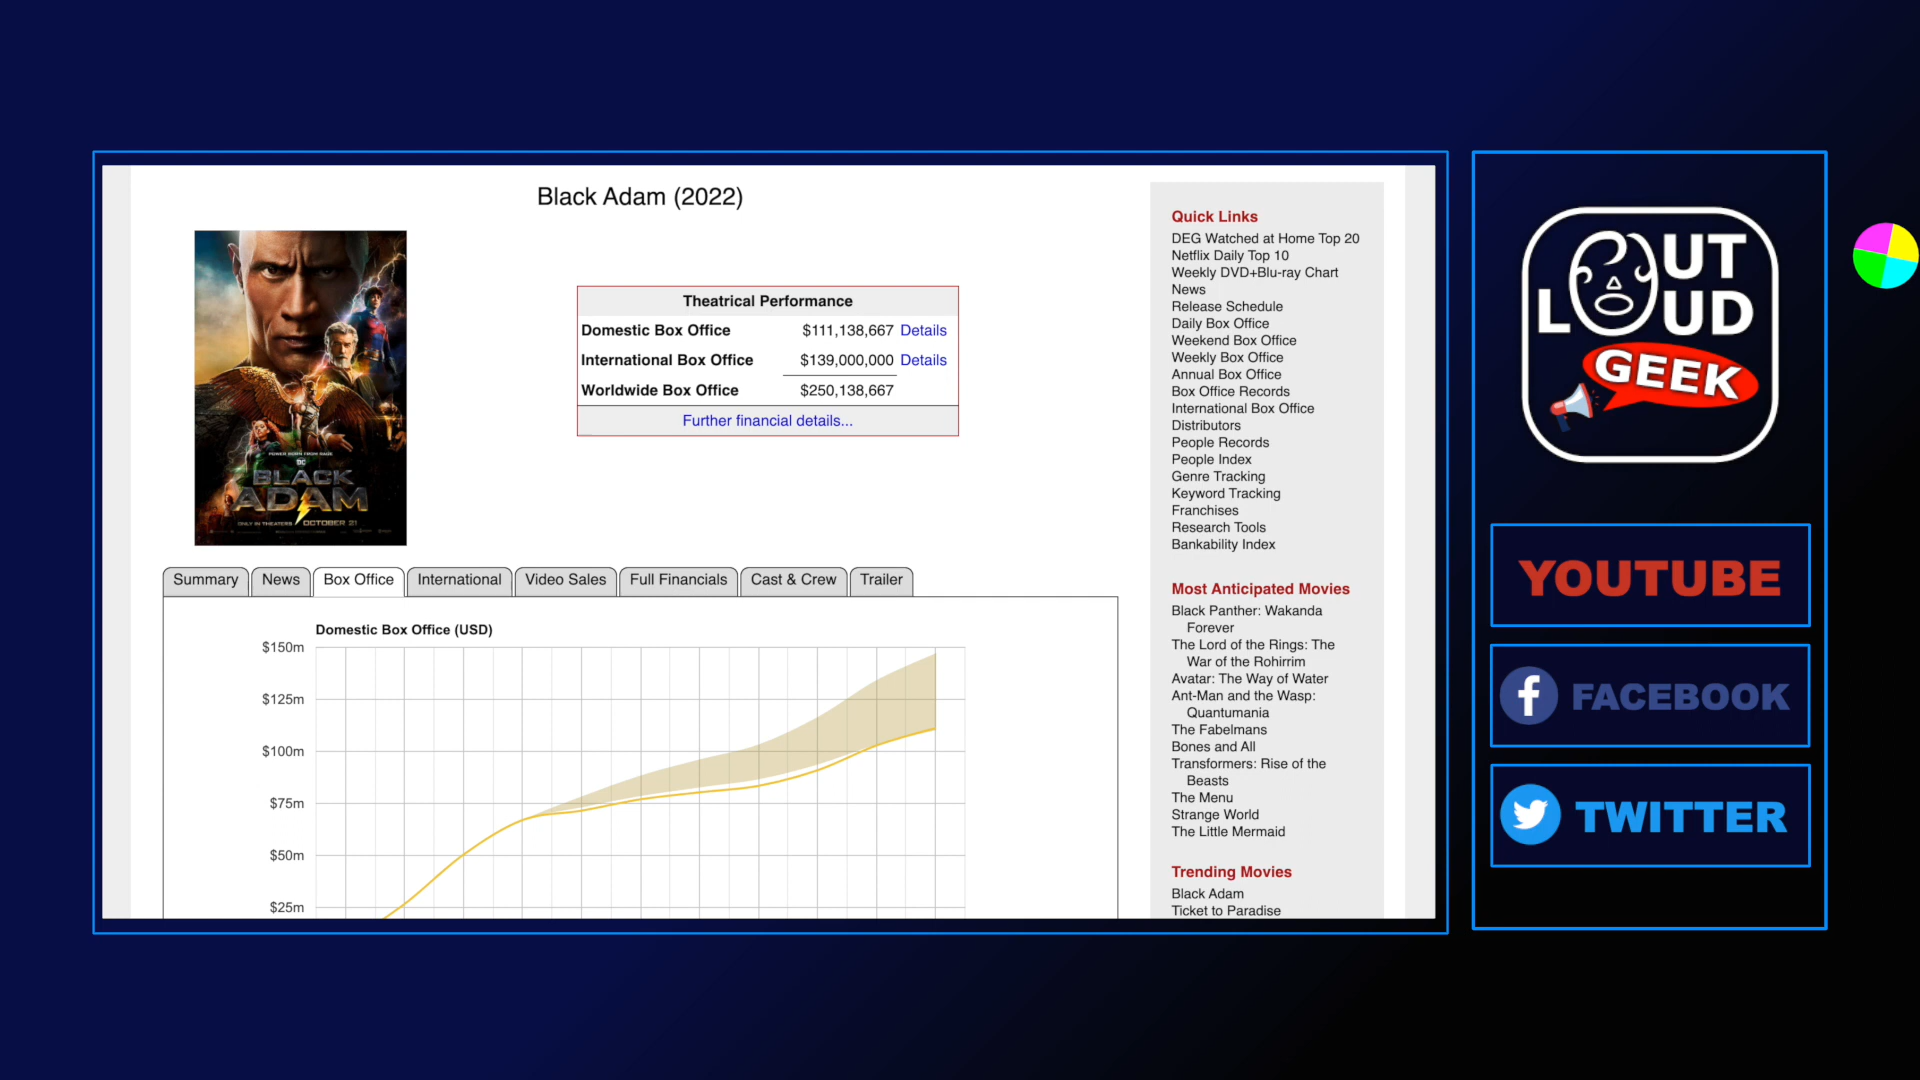 Black Adam (2022)
POWER BORN FROM RAGE
DC
BLACK
ADAM
ONLY IN THEATERS OCTOBER 21
Theatrical Performance
Domestic Box Office $111,138,667 Details
International Box Office $139,000,000 Details
Worldwide Box Office $250,138,667
Further financial details...
Summary News Box Office International Video Sales Full Financials Cast & Crew Trailer
Domestic Box Office (USD)
$150m
$125m
$100m
$75m
$50m
$25m
Quick Links
DEG Watched at Home Top 20
Netflix Daily Top 10
Weekly DVD+Blu-ray Chart
News
Release Schedule
Daily Box Office
Weekend Box Office
Weekly Box Office
Annual Box Office
Box Office Records
International Box Office
Distributors
People Records
People Index
Genre Tracking
Keyword Tracking
Franchises
Research Tools
Bankability Index
Most Anticipated Movies
Black Panther: Wakanda
Forever
The Lord of the Rings: The
War of the Rohirrim
Avatar: The Way of Water
Ant-Man and the Wasp:
Quantumania
The Fabelmans
Bones and All
Transformers: Rise of the
Beasts
The Menu
Strange World
The Little Mermaid
Trending Movies
Black Adam
Ticket to Paradise
OUT
LOUD
GEEK
YOUTUBE
f FACEBOOK
TWITTER